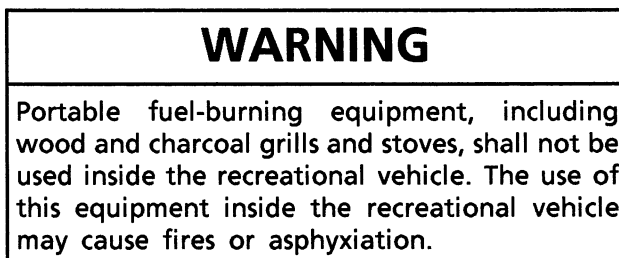 WARNING
Portable fuel-burning equipment, including
wood and charcoal grills and stoves, shall not be
used inside the recreational vehicle. The use of
this equipment inside the recreational vehicle
may cause fires or asphyxiation.